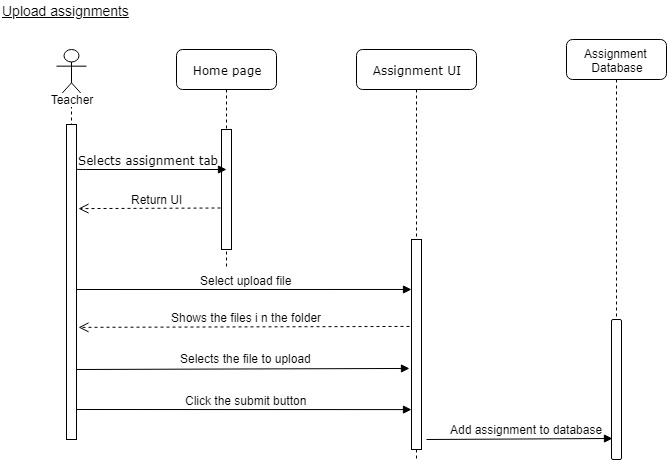 Upload assignments
Assignment
Database
Home page
Assignment UI
Teacher
Selects assignment tab
Return UI
Select upload file
Shows the files i n the folder
Selects the file to upload
Click the submit button
Add assignment to database